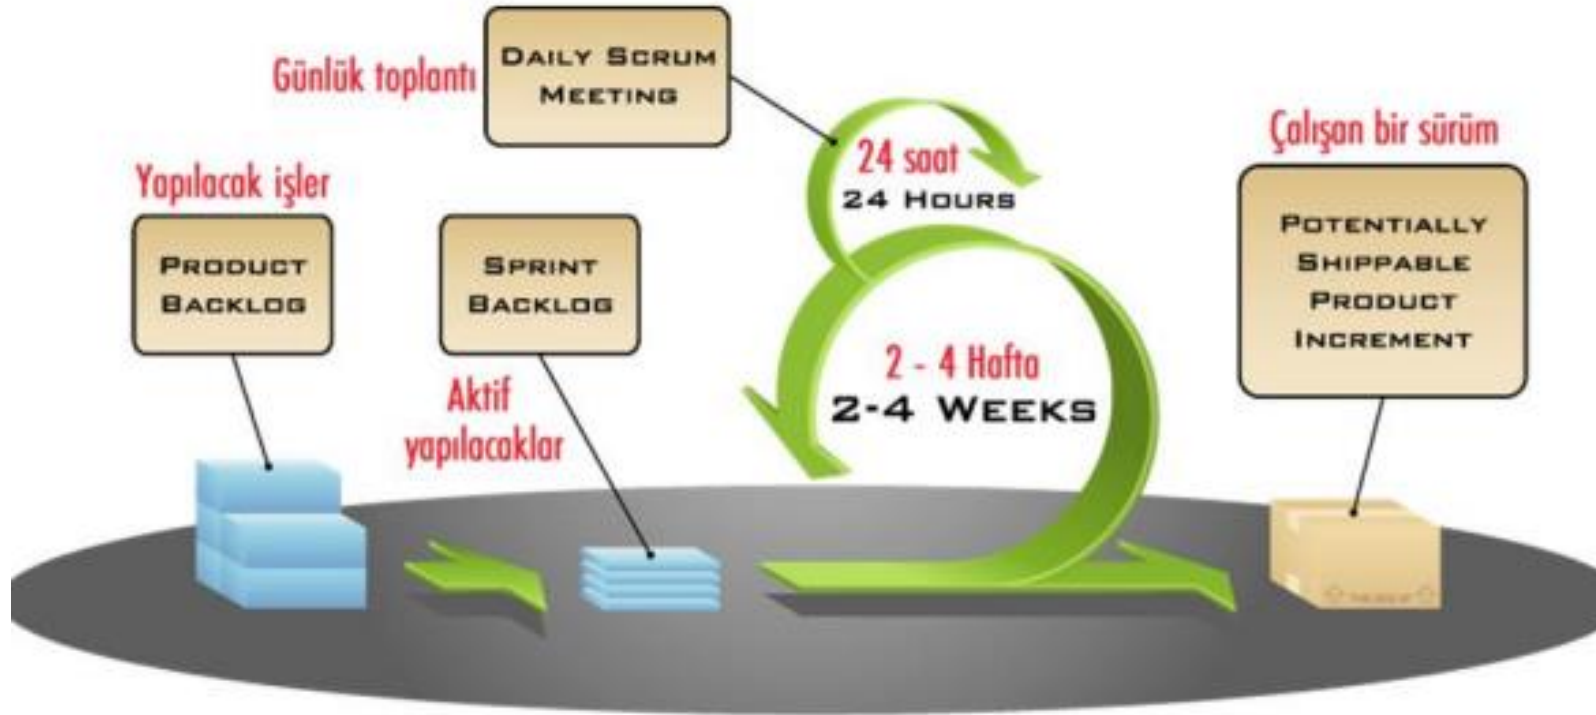 Günlük toplantı
DAILY SCRUM
MEETING
24 saat
24 HOURS
Çalışan bir sürüm
POTENTIALLY
SHIPPABLE
PRODUCT
INCREMENT
Yapılacak işler
PRODUCT
BACKLOG
SPRINT
BACKLOG
Aktif
yapılacaklar
2 - 4 Hafta
2-4 WEEKS